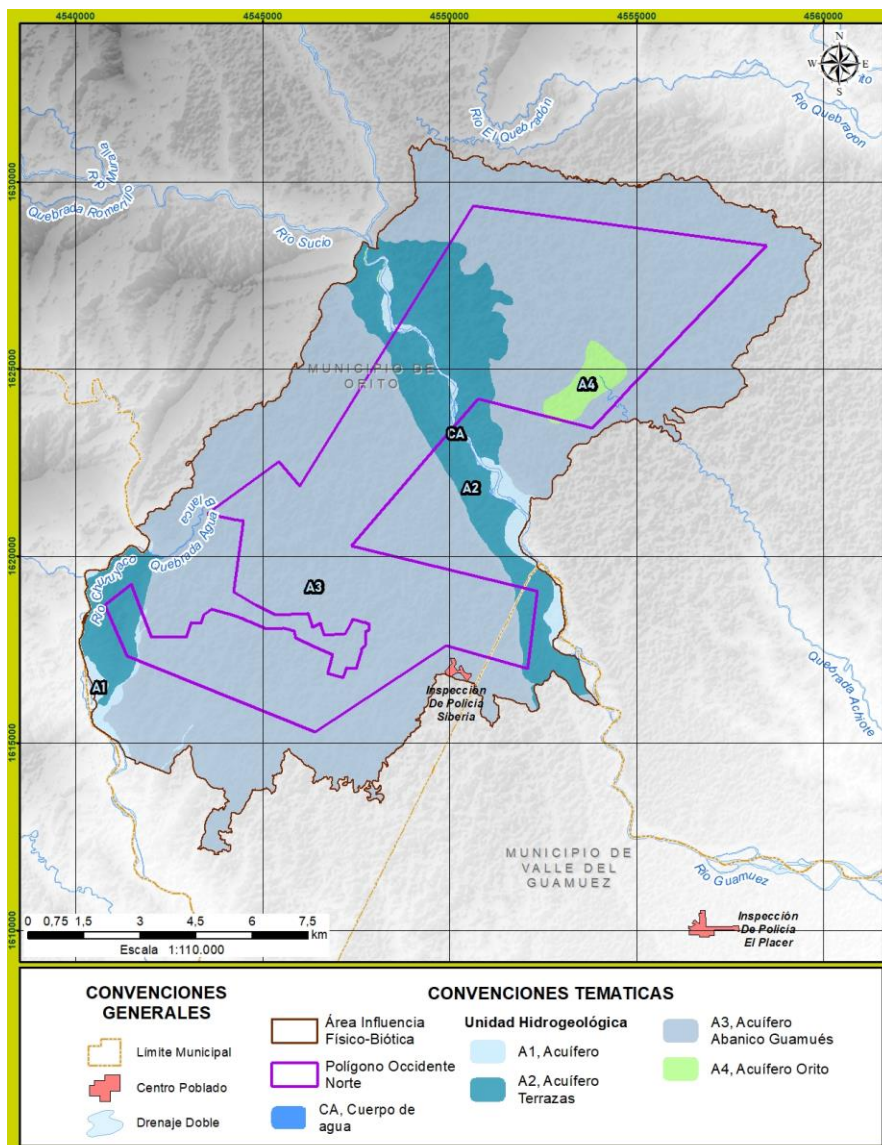 4540000 4545000 4550000 4555000 4560000
N
W E
S
Río El Quebradón
Río Quebradon
1630000
Quebrada Romerillo
Río Sucio
1625000
MUNICIPIO DE
ORITO
A4
CA
A2
Quebrada Agua
Blanca
1620000
Río Churuyaco
A3
A1
Inspección
De Policía
Siberia
Quebrada Achiote
1615000
MUNICIPIO DE
VALLE DEL
GUAMUEZ
Río Guamuez
1610000
Inspección
De Policía
El Placer
0 0,75 1,5 3 4,5 6 7,5
km
Escala 1:110.000
CONVENCIONES
GENERALES
Límite Municipal
Centro Poblado
Drenaje Doble
CONVENCIONES TEMATICAS
Área Influencia
Físico-Biótica
Polígono Occidente
Norte
CA, Cuerpo de
agua
Unidad Hidrogeológica
A1, Acuífero
A2, Acuífero
Terrazas
A3, Acuífero
Abanico Guamués
A4, Acuífero Orito